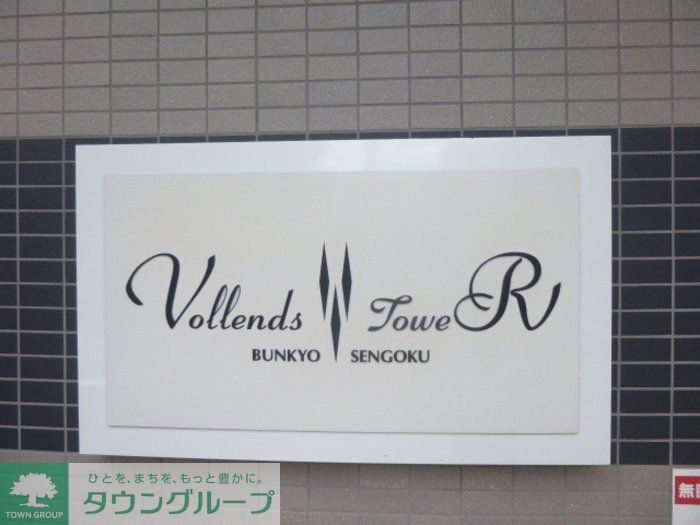 Vollends ToweR
BUNKYO SENGOKU
ひとを、まちを、もっと豊かに。
タウングループ
TOWN GROUP